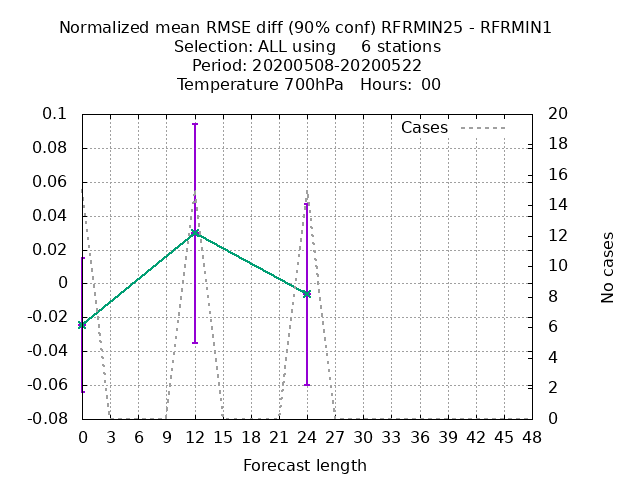 Normalized mean RMSE diff (90% conf) RFRMIN25 - RFRMIN1
Selection: ALL using     6 stations
Period: 20200508-20200522
Temperature 700hPa   Hours:  00
Cases
0.1
0.08
0.06
0.04
0.02
0
-0.02
-0.04
-0.06
-0.08
20
18
16
14
12
10
8
6
4
2
0
No cases
0 3 6 9 12 15 18 21 24 27 30 33 36 39 42 45 48
Forecast length